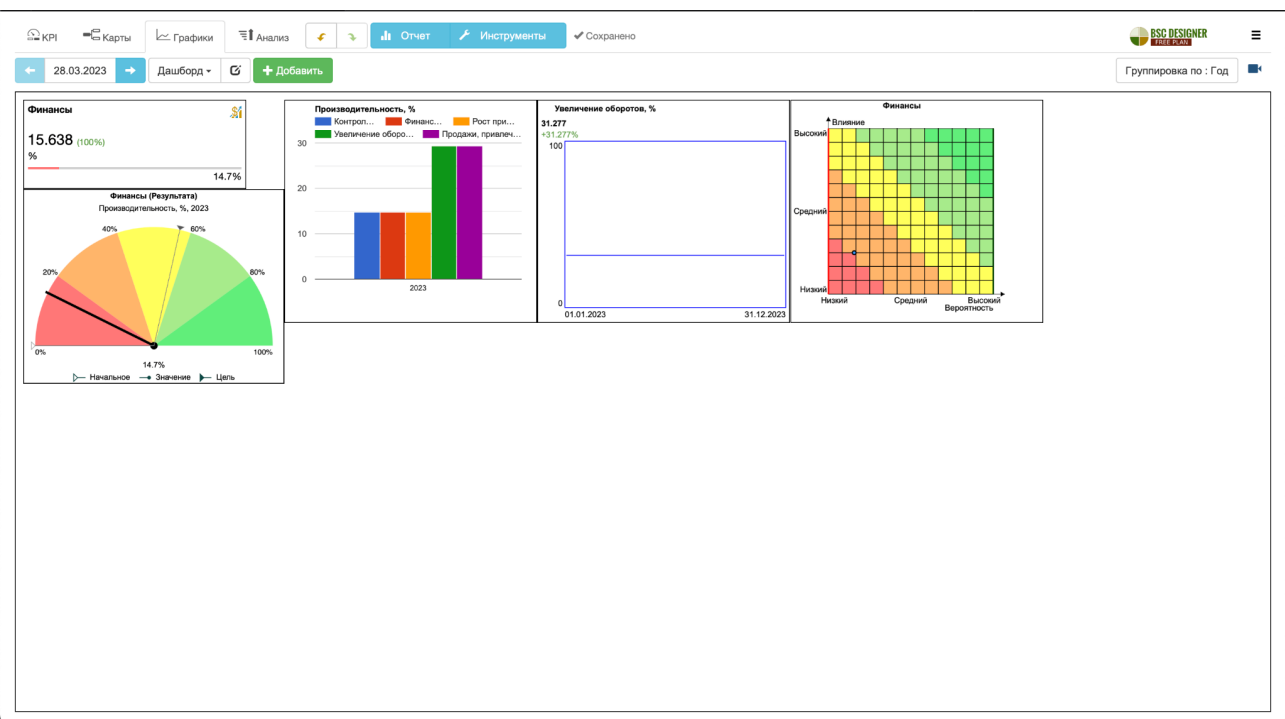 KPI Карты Графики Анализ Отчет Инструменты Сохранено BSC DESIGNER
FREE PLAN
28.03.2023 Дашборд Добавить Группировка по : Год
Финансы
15.638 (100%)
%
14.7%
Финансы (Результата)
Производительность, %, 2023
40% 60%
20% 80%
0% 100%
14.7%
Начальное Значение Цель
Производительность, %
Контрол... Финанс... Рост при...
Увеличение оборо... Продажи, привлеч...
30
20
10
0
2023
Увеличение оборотов, %
31.277
+31.277%
100
0
01.01.2023 31.12.2023
Финансы
Влияние
Высокий
Средний
Низкий
Низкий Средний Высокий
Вероятность